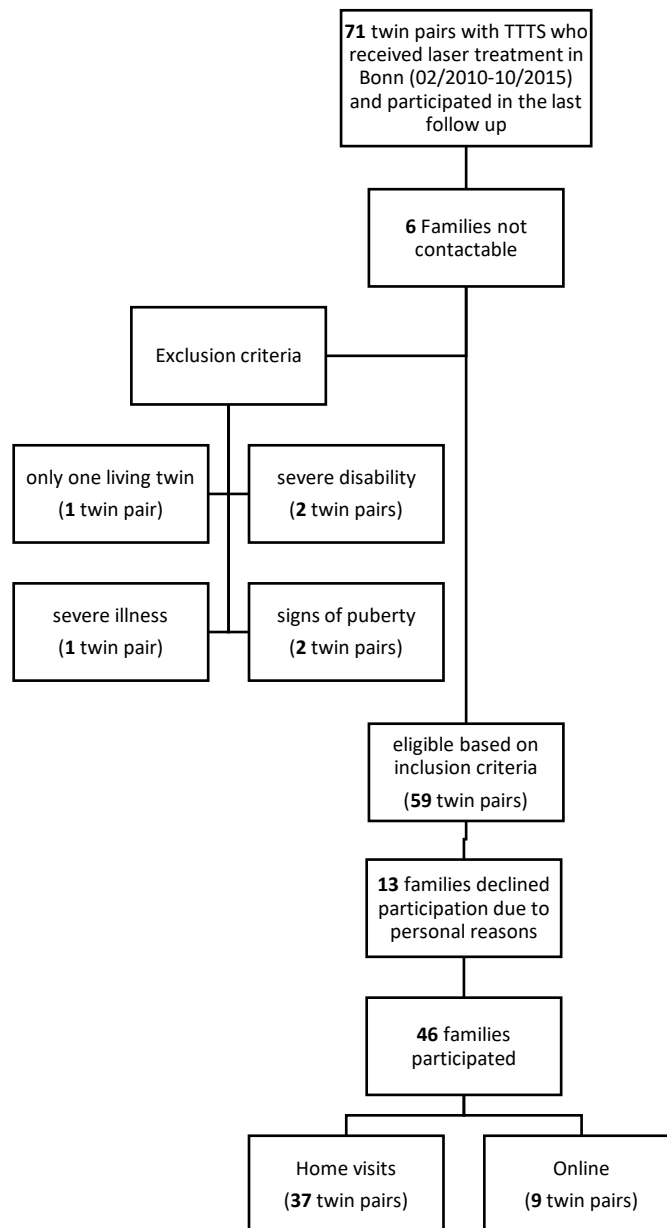 71 twin pairs with TTTS who
received laser treatment in
Bonn (02/2010-10/2015)
and participated in the last
follow up
6 Families not
contactable
Exclusion criteria
only one living twin
(1 twin pair)
severe disability
(2 twin pairs)
severe illness
(1 twin pair)
signs of puberty
(2 twin pairs)
eligible based on
inclusion criteria
(59 twin pairs)
13 families declined
participation due to
personal reasons
46 families
participated
Home visits
(37 twin pairs)
Online
(9 twin pairs)